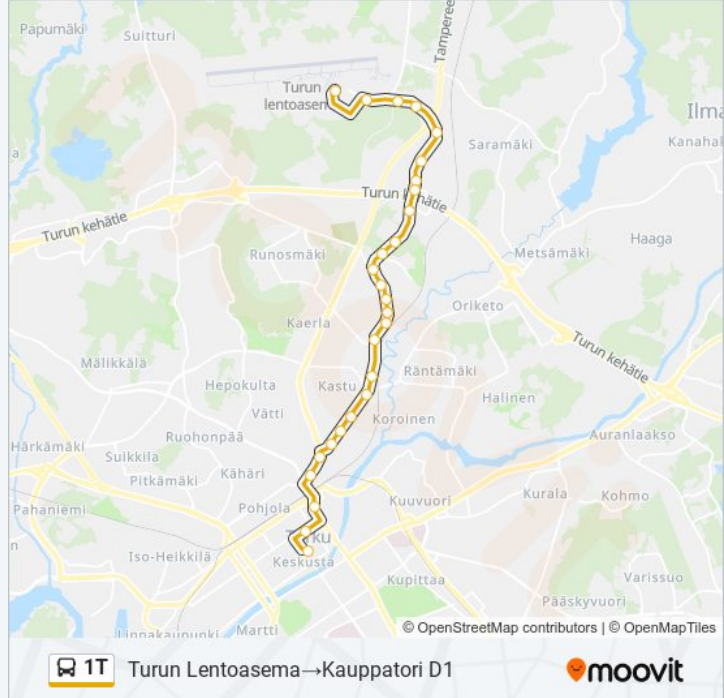 Papumäki
Suitturi
Tampere
Turun
lentoasem
Ilma
Saramäki
Kanahal
a
Turun kehätie
Turun kehätie
Runosmäki
Metsämäki
Haaga
Oriketo
Kaerla
Turun kehätie
Mälikkälä
Räntämäki
Hepokulta
Kastu
Halinen
Vätti
Koroinen
Ruohonpää
Auranlaakso
Härkämäki
Suikkila
Pitkämäki
Kähäri
Kuuvuori
Kurala
Kohmo
Pahaniemi
Pohjola
n
Iso-Heikkilä
Keskusta
Kupittaa
Varissuo
Pääskyvuori
Martti
Linnakaupunki
© OpenStreetMap contributors | © OpenMapTiles
1T
Turun Lentoasema→Kauppatori D1
moovit